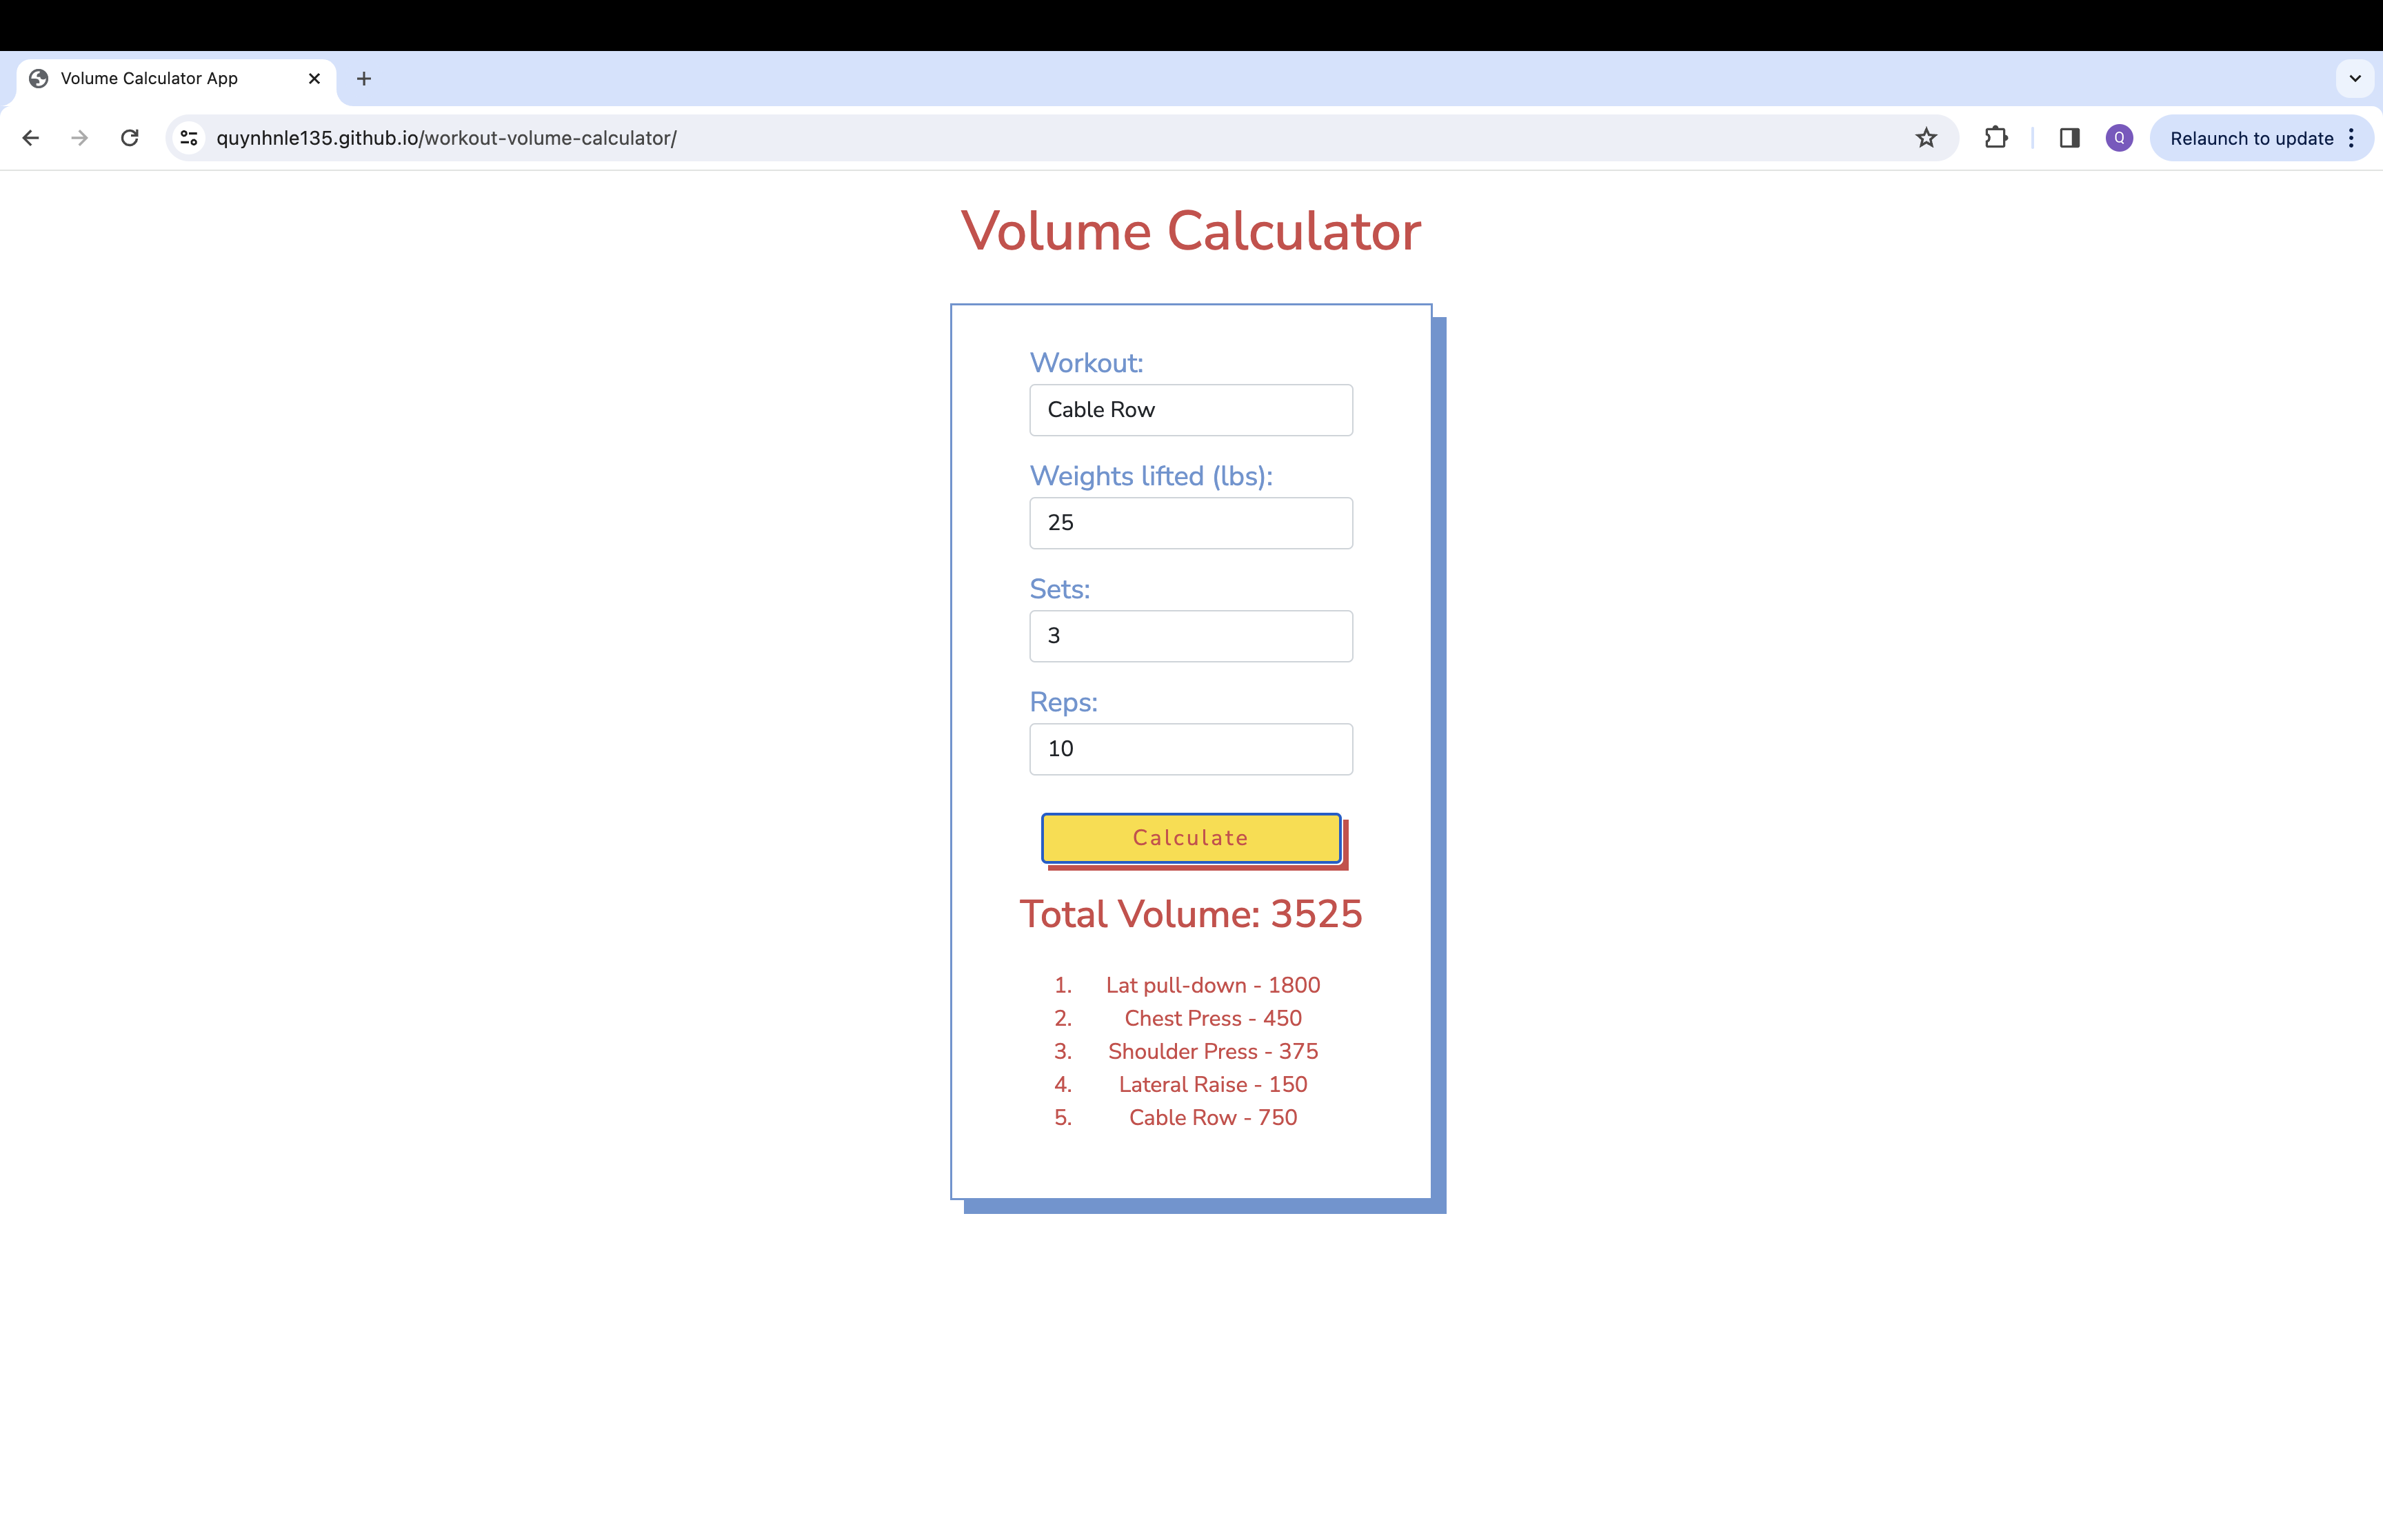 Volume Calculator App
quynhnle135.github.io/workout-volume-calculator/
Q
Relaunch to update
Volume Calculator
Workout:
Cable Row
Weights lifted (lbs):
25
Sets:
3
Reps:
10
Calculate
Total Volume: 3525
1. Lat pull-down - 1800
2. Chest Press - 450
3. Shoulder Press - 375
4. Lateral Raise - 150
5. Cable Row - 750